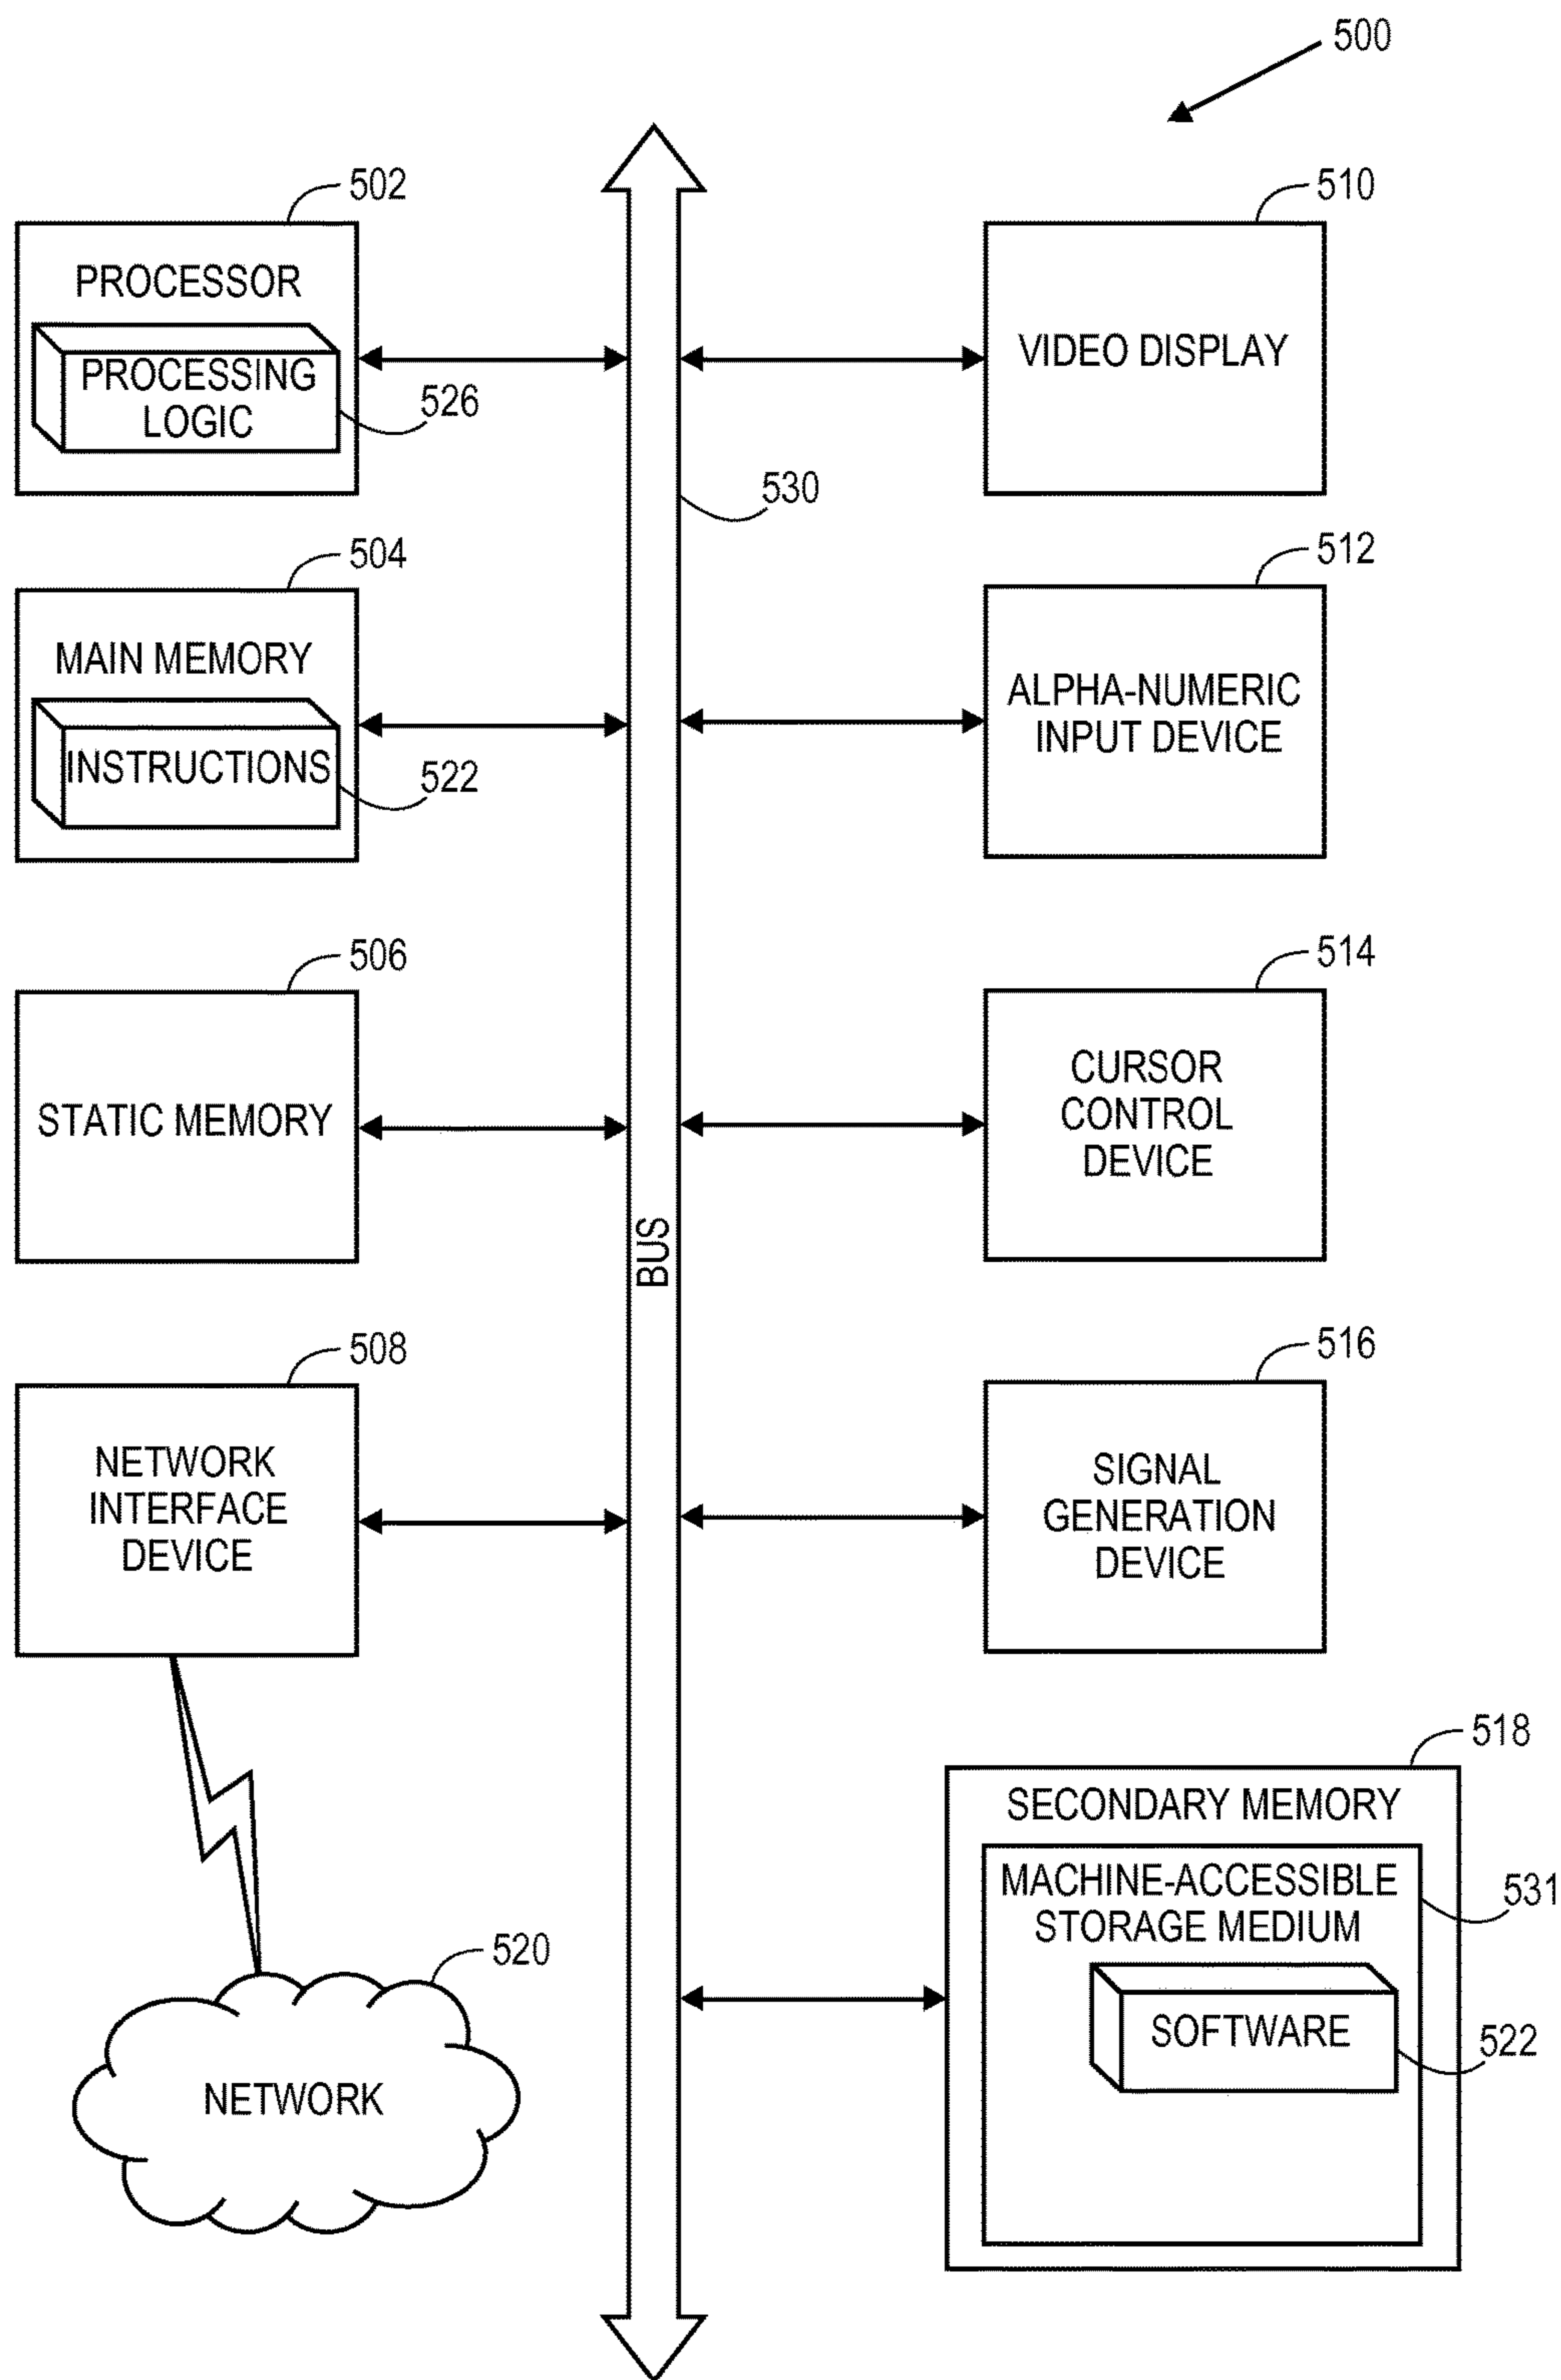 500
502
PROCESSOR
PROCESSING
LOGIC
526
510
VIDEO DISPLAY
530
504
MAIN MEMORY
INSTRUCTIONS
522
512
ALPHA-NUMERIC
INPUT DEVICE
506
STATIC MEMORY
514
CURSOR
CONTROL
DEVICE
BUS
508
NETWORK
INTERFACE
DEVICE
516
SIGNAL
GENERATION
DEVICE
518
SECONDARY MEMORY
MACHINE-ACCESSIBLE
STORAGE MEDIUM
531
SOFTWARE
522
520
NETWORK